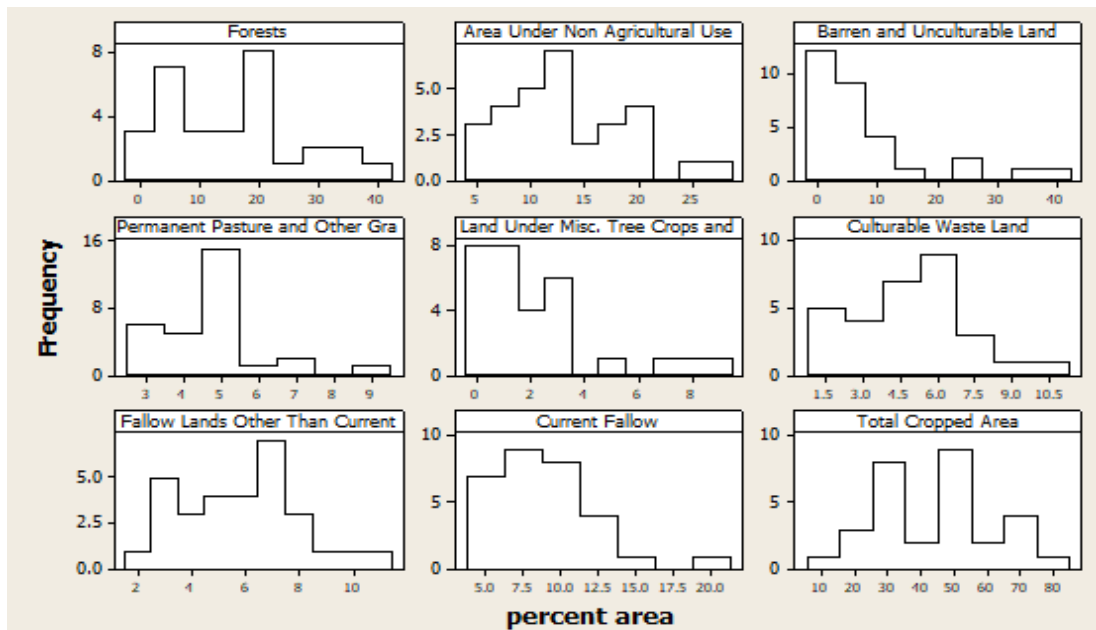 Forests
8
4
0
0 10 20 30 40
Area Under Non Agricultural Use
5.0
2.5
0.0
5 10 15 20 25
Barren and Unculturable Land
10
5
0
0 10 20 30 40
Frequency
Permanent Pasture and Other Gra
16
8
0
3 4 5 6 7 8 9
Land Under Misc. Tree Crops and
8
4
0
0 2 4 6 8
Culturable Waste Land
10
5
0
1.5 3.0 4.5 6.0 7.5 9.0 10.5
Fallow Lands Other Than Current
5.0
2.5
0.0
2 4 6 8 10
Current Fallow
10
5
0
5.0 7.5 10.0 12.5 15.0 17.5 20.0
Total Cropped Area
10
5
0
10 20 30 40 50 60 70 80
percent area